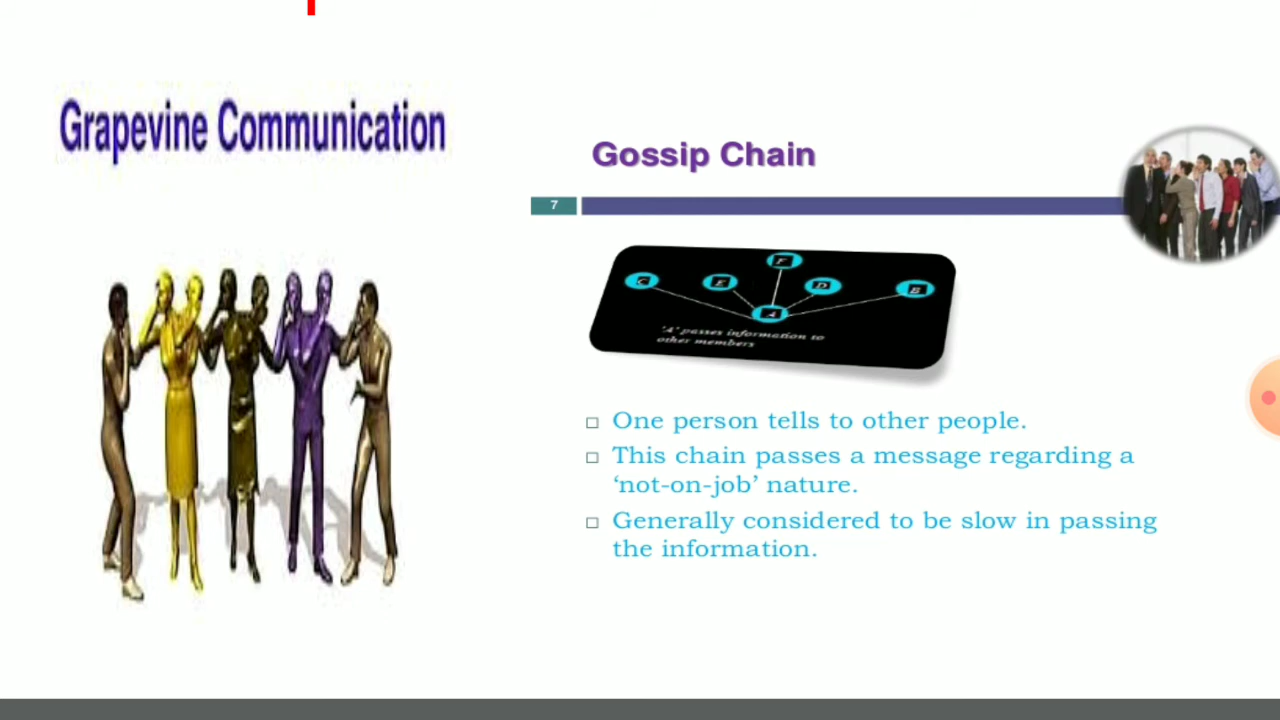 Grapevine Communication
Gossip Chain
7
F
C
E
D
B
A
'A' passes information to
other members
One person tells to other people.
This chain passes a message regarding a
‘not-on-job’ nature.
Generally considered to be slow in passing
the information.